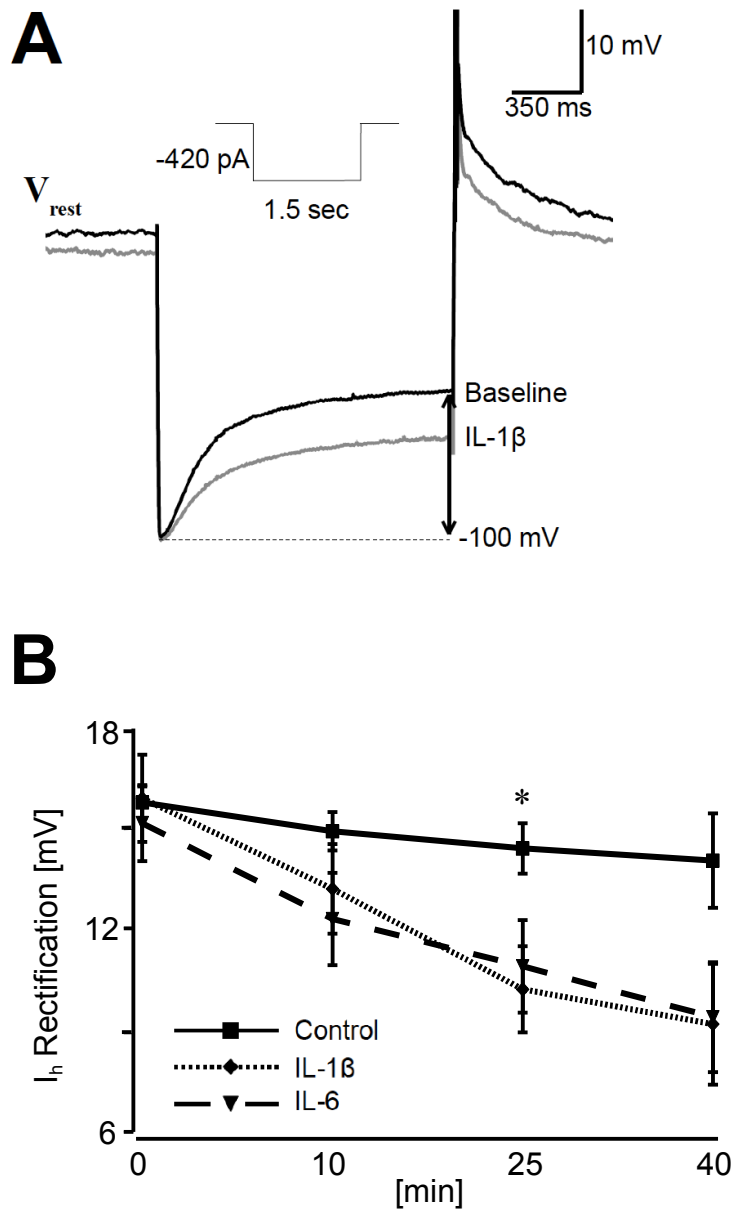 A
10 mV
350 ms
-420 pA
1.5 sec
Vrest
Baseline
IL-1β
-100 mV
B
18
12
6
Ih Rectification [mV]
*
Control
IL-1ß
IL-6
0 10 25 40
[min]